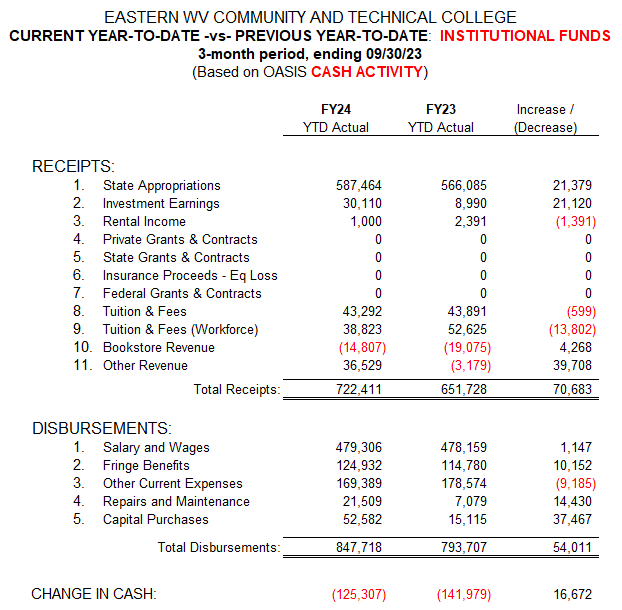 EASTERN WV COMMUNITY AND TECHNICAL COLLEGE
CURRENT YEAR-TO-DATE -vs- PREVIOUS YEAR-TO-DATE: INSTITUTIONAL FUNDS
3-month period, ending 09/30/23
(Based on OASIS CASH ACTIVITY)
FY24 FY23 Increase /
YTD Actual YTD Actual (Decrease)
RECEIPTS:
1. State Appropriations 587,464 566,085 21,379
2. Investment Earnings 30,110 8,990 21,120
3. Rental Income 1,000 2,391 (1,391)
4. Private Grants & Contracts 0 0 0
5. State Grants & Contracts 0 0 0
6. Insurance Proceeds - Eq Loss 0 0 0
7. Federal Grants & Contracts 0 0 0
8. Tuition & Fees 43,292 43,891 (599)
9. Tuition & Fees (Workforce) 38,823 52,625 (13,802)
10. Bookstore Revenue (14,807) (19,075) 4,268
11. Other Revenue 36,529 (3,179) 39,708
Total Receipts: 722,411 651,728 70,683
DISBURSEMENTS:
1. Salary and Wages 479,306 478,159 1,147
2. Fringe Benefits 124,932 114,780 10,152
3. Other Current Expenses 169,389 178,574 (9,185)
4. Repairs and Maintenance 21,509 7,079 14,430
5. Capital Purchases 52,582 15,115 37,467
Total Disbursements: 847,718 793,707 54,011
CHANGE IN CASH: (125,307) (141,979) 16,672